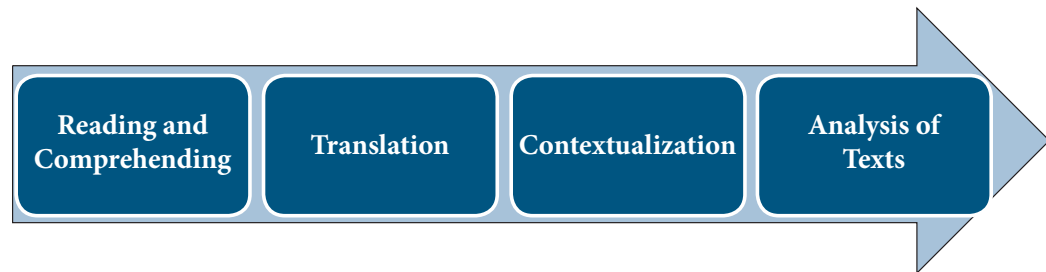 Reading and
Comprehending
Translation
Contextualization
Analysis of
Texts